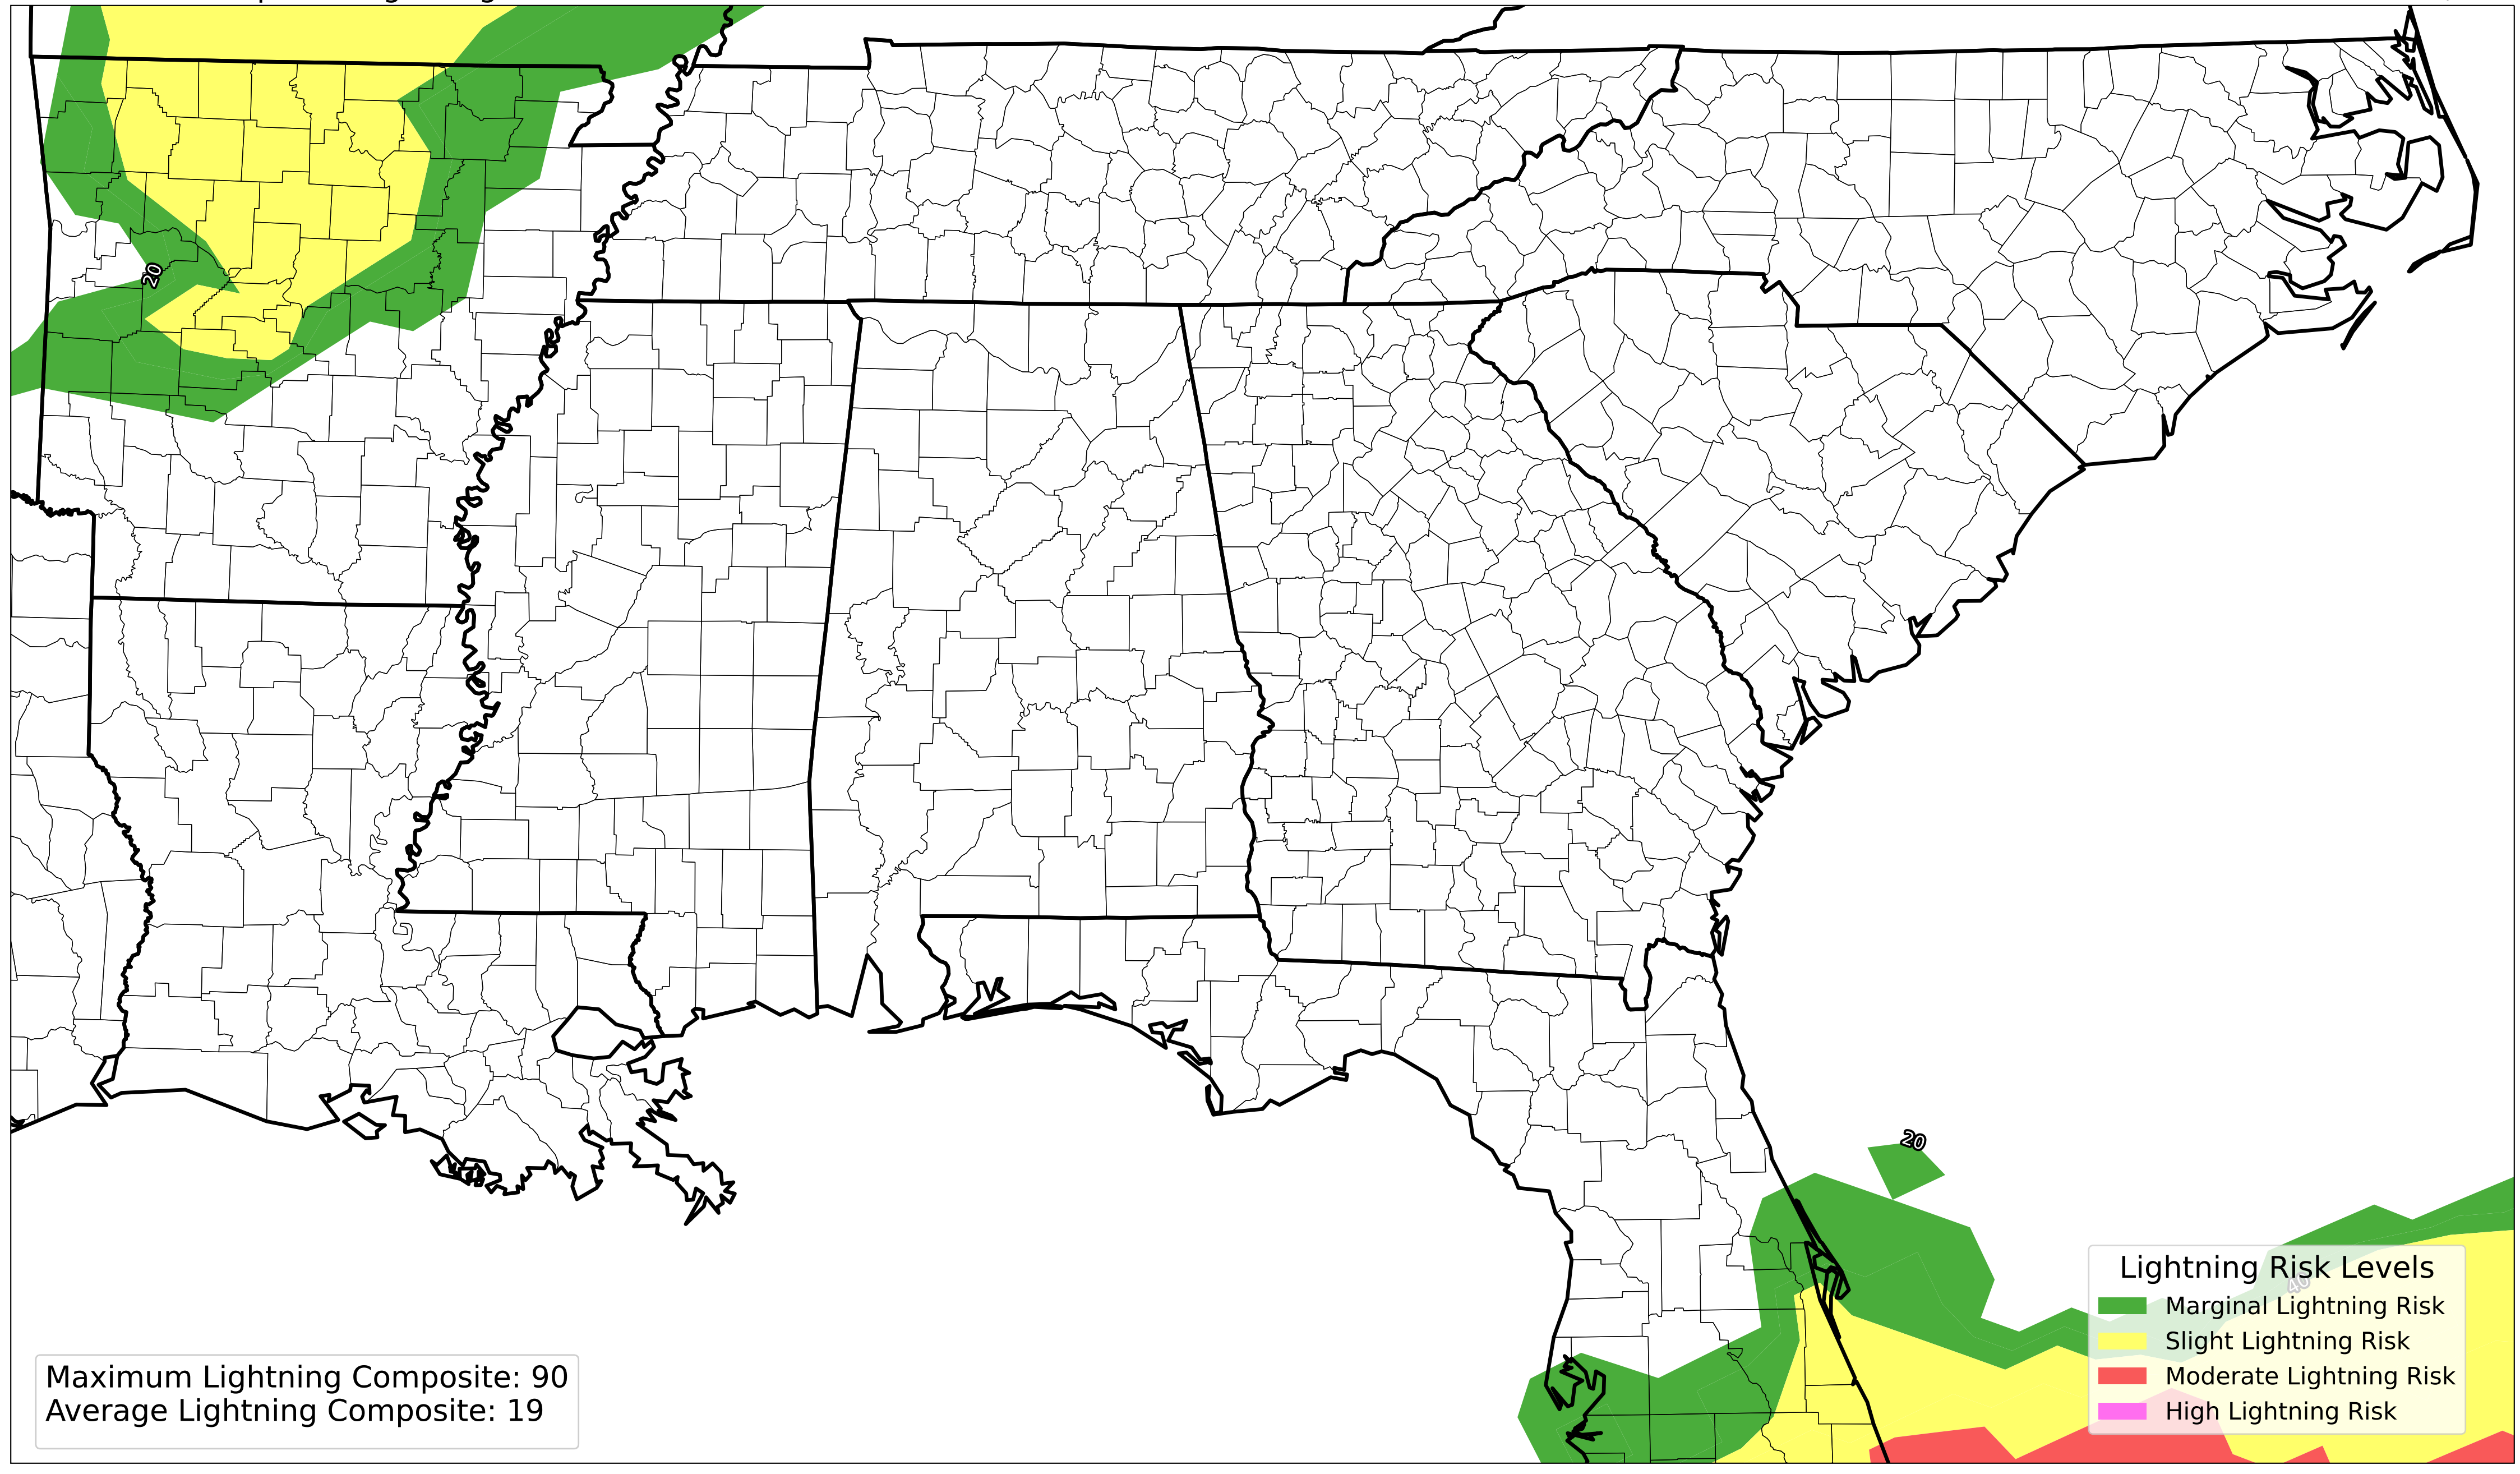 20
20
40
Lightning Risk Levels
Marginal Lightning Risk
Slight Lightning Risk
Moderate Lightning Risk
High Lightning Risk
Maximum Lightning Composite: 90
Average Lightning Composite: 19